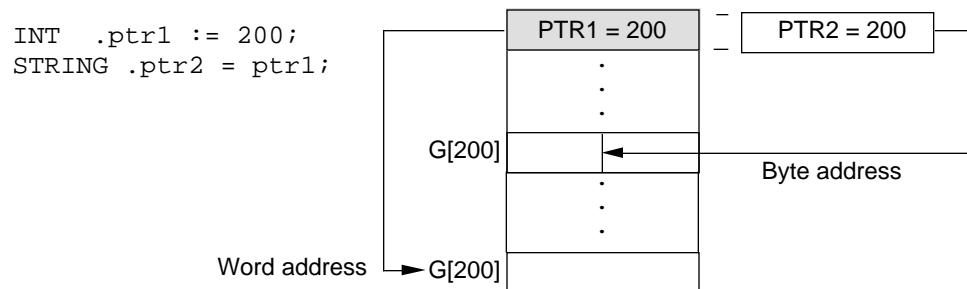 INT .ptr1 := 200;
STRING .ptr2 = ptr1;
PTR1 = 200
PTR2 = 200
G[200]
Byte address
Word address
G[200]